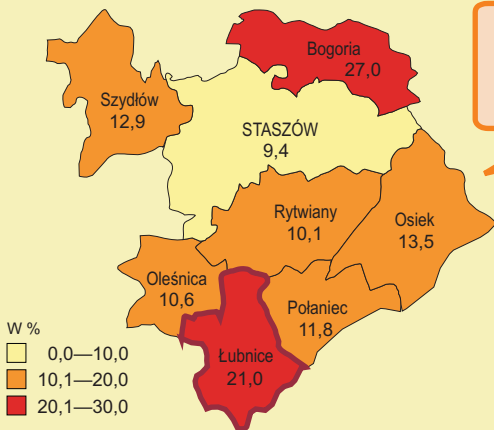 Bogoria
27,0
Szydłów
12,9
STASZÓW
9,4
Rytwiany
10,1
Osiek
13,5
Oleśnica
10,6
Połaniec
11,8
Łubnice
21,0
W %
0,0—10,0
10,1—20,0
20,1—30,0